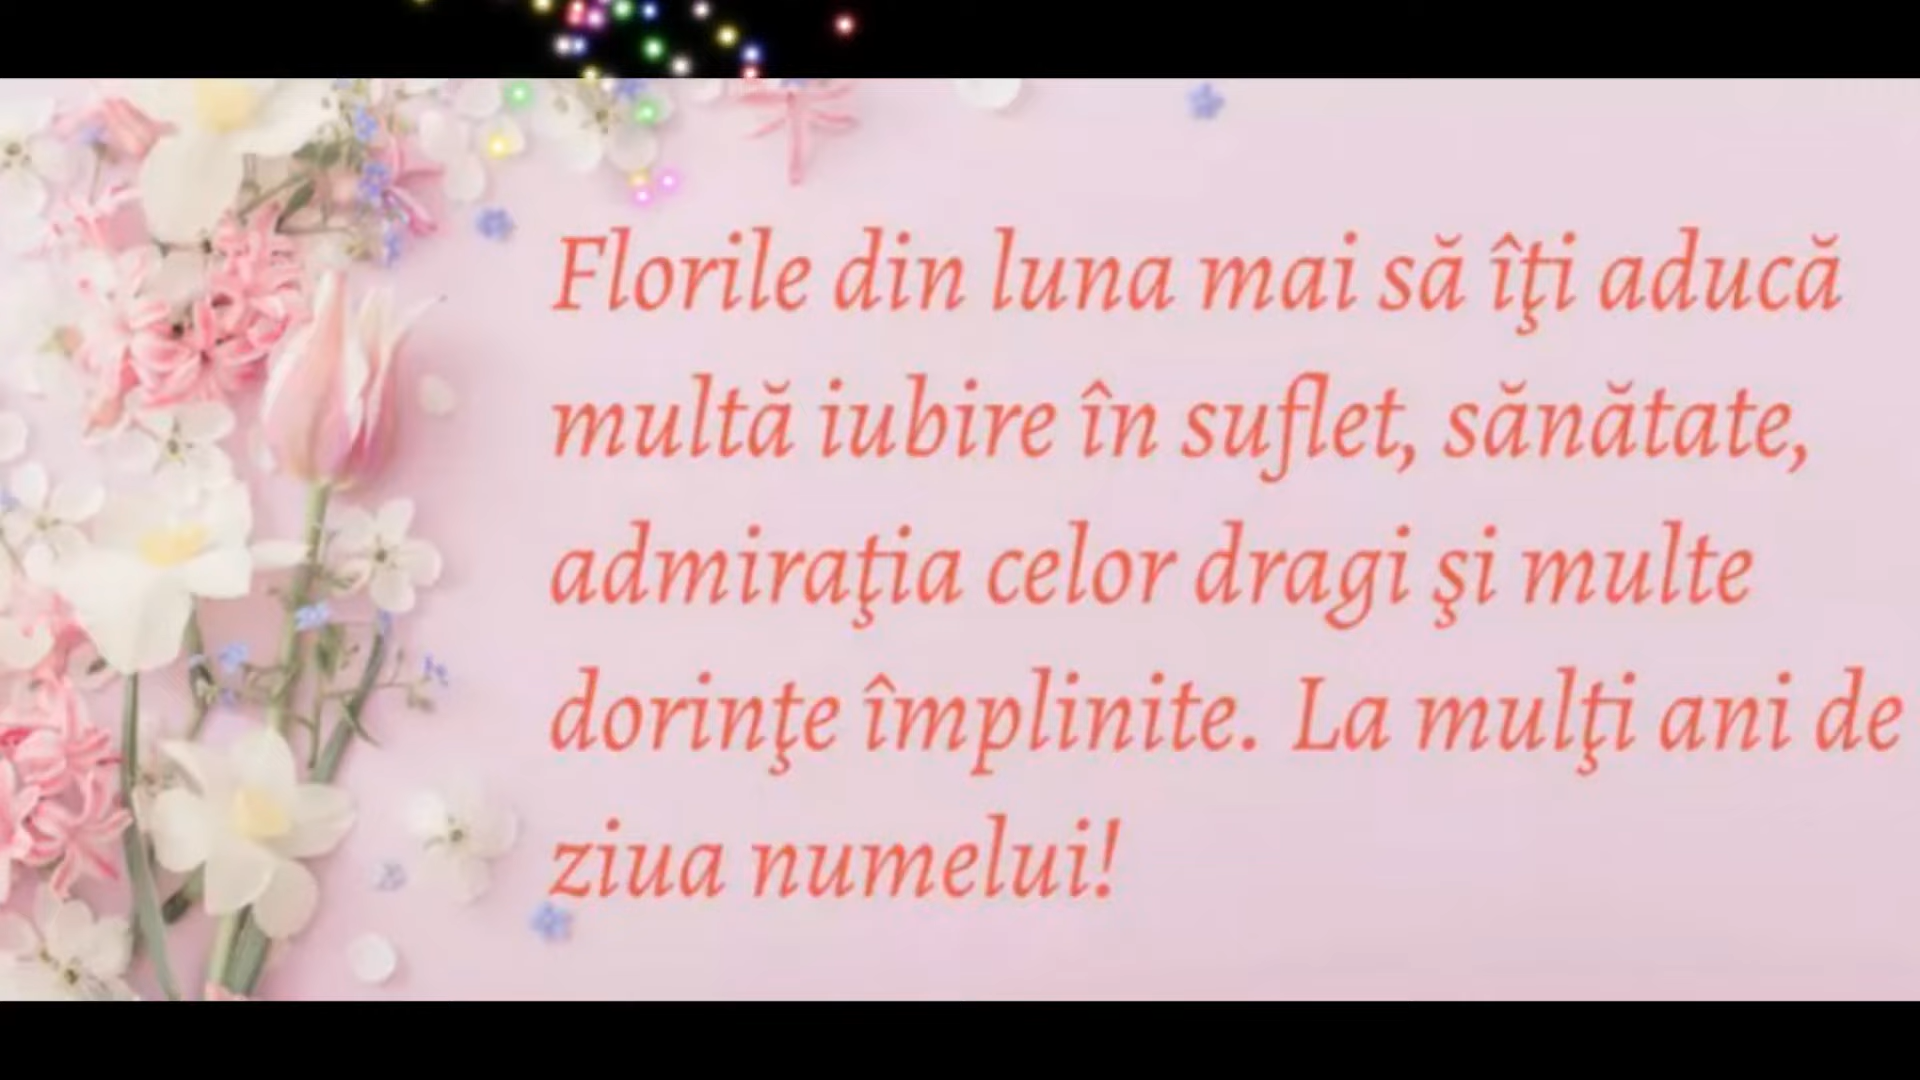 Florile din luna mai să îţi aducă
multă iubire în suflet, sănătate,
admiraţia celor dragi şi multe
dorinţe împlinite. La mulţi ani de
ziua numelui!